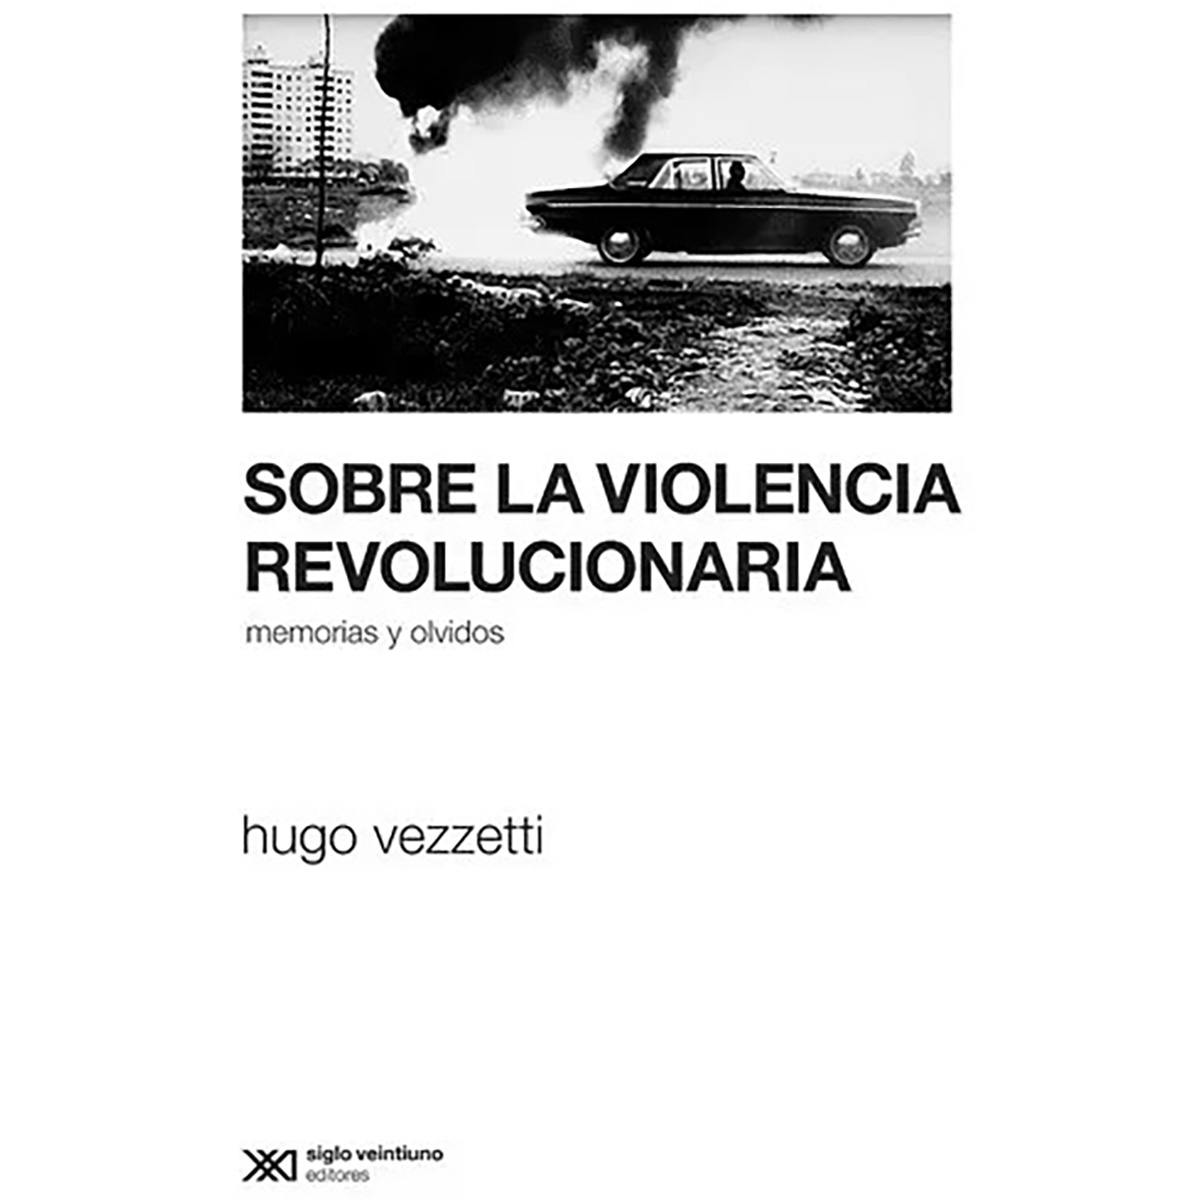 SOBRE LA VIOLENCIA
REVOLUCIONARIA
memorias y olvidos
hugo vezzetti
siglo veintiuno
editores